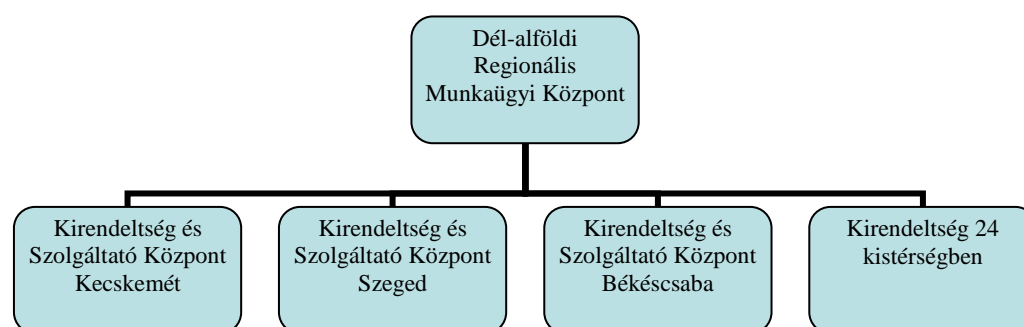 Dél-alföldi
Regionális
Munkaügyi Központ
Kirendeltség és
Szolgáltató Központ
Kecskemét
Kirendeltség és
Szolgáltató Központ
Szeged
Kirendeltség és
Szolgáltató Központ
Békéscsaba
Kirendeltség 24
kistérségben